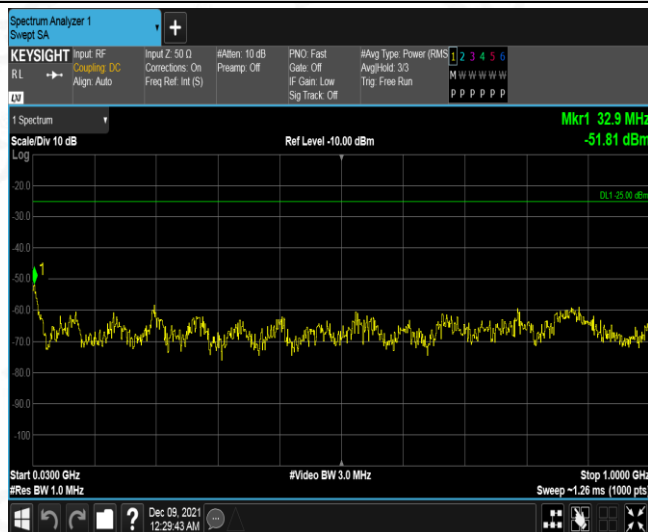 Spectrum Analyzer 1
Swept SA
+
KEYSIGHT Input: RF Input Z: 50 Ω #Atten: 10 dB PNO: Fast #Avg Type: Power (RMS 1 2 3 4 5 6
RL Coupling: DC Corrections: On Preamp: Off Gate: Off Avg|Hold: 3/3 M W W W W W
Align: Auto Freq Ref: Int (S) IF Gain: Low Trig: Free Run
LXI Sig Track: Off P P P P P P
1 Spectrum Mkr1 32.9 MHz
Scale/Div 10 dB Ref Level -10.00 dBm -51.81 dBm
Log
-20.0
DL1 -25.00 dBm
-30.0
-40.0
1
-50.0
-60.0
-70.0
-80.0
-90.0
-100
Start 0.0300 GHz #Video BW 3.0 MHz Stop 1.0000 GHz
#Res BW 1.0 MHz Sweep ~1.26 ms (1000 pts)
? Dec 09, 2021
12:29:43 AM